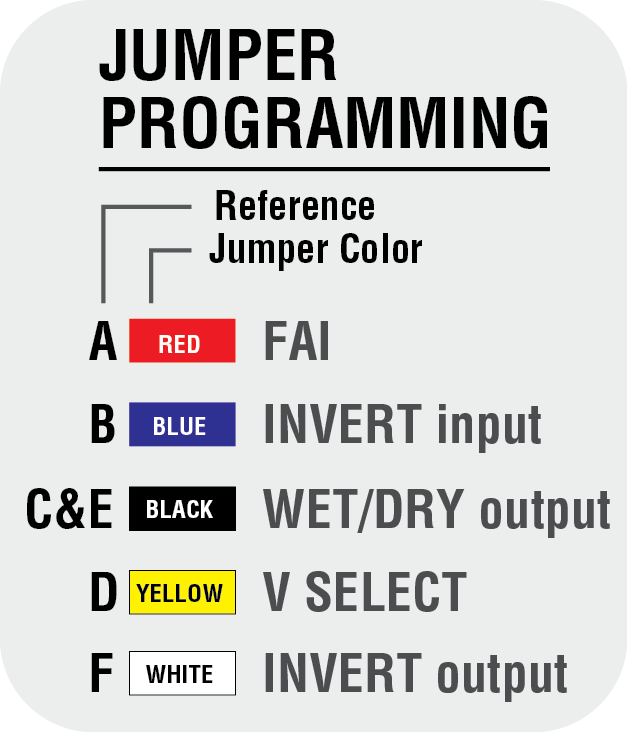 JUMPER
PROGRAMMING
Reference
Jumper Color
A RED FAI
B BLUE INVERT input
C&E BLACK WET/DRY output
D YELLOW V SELECT
F WHITE INVERT output